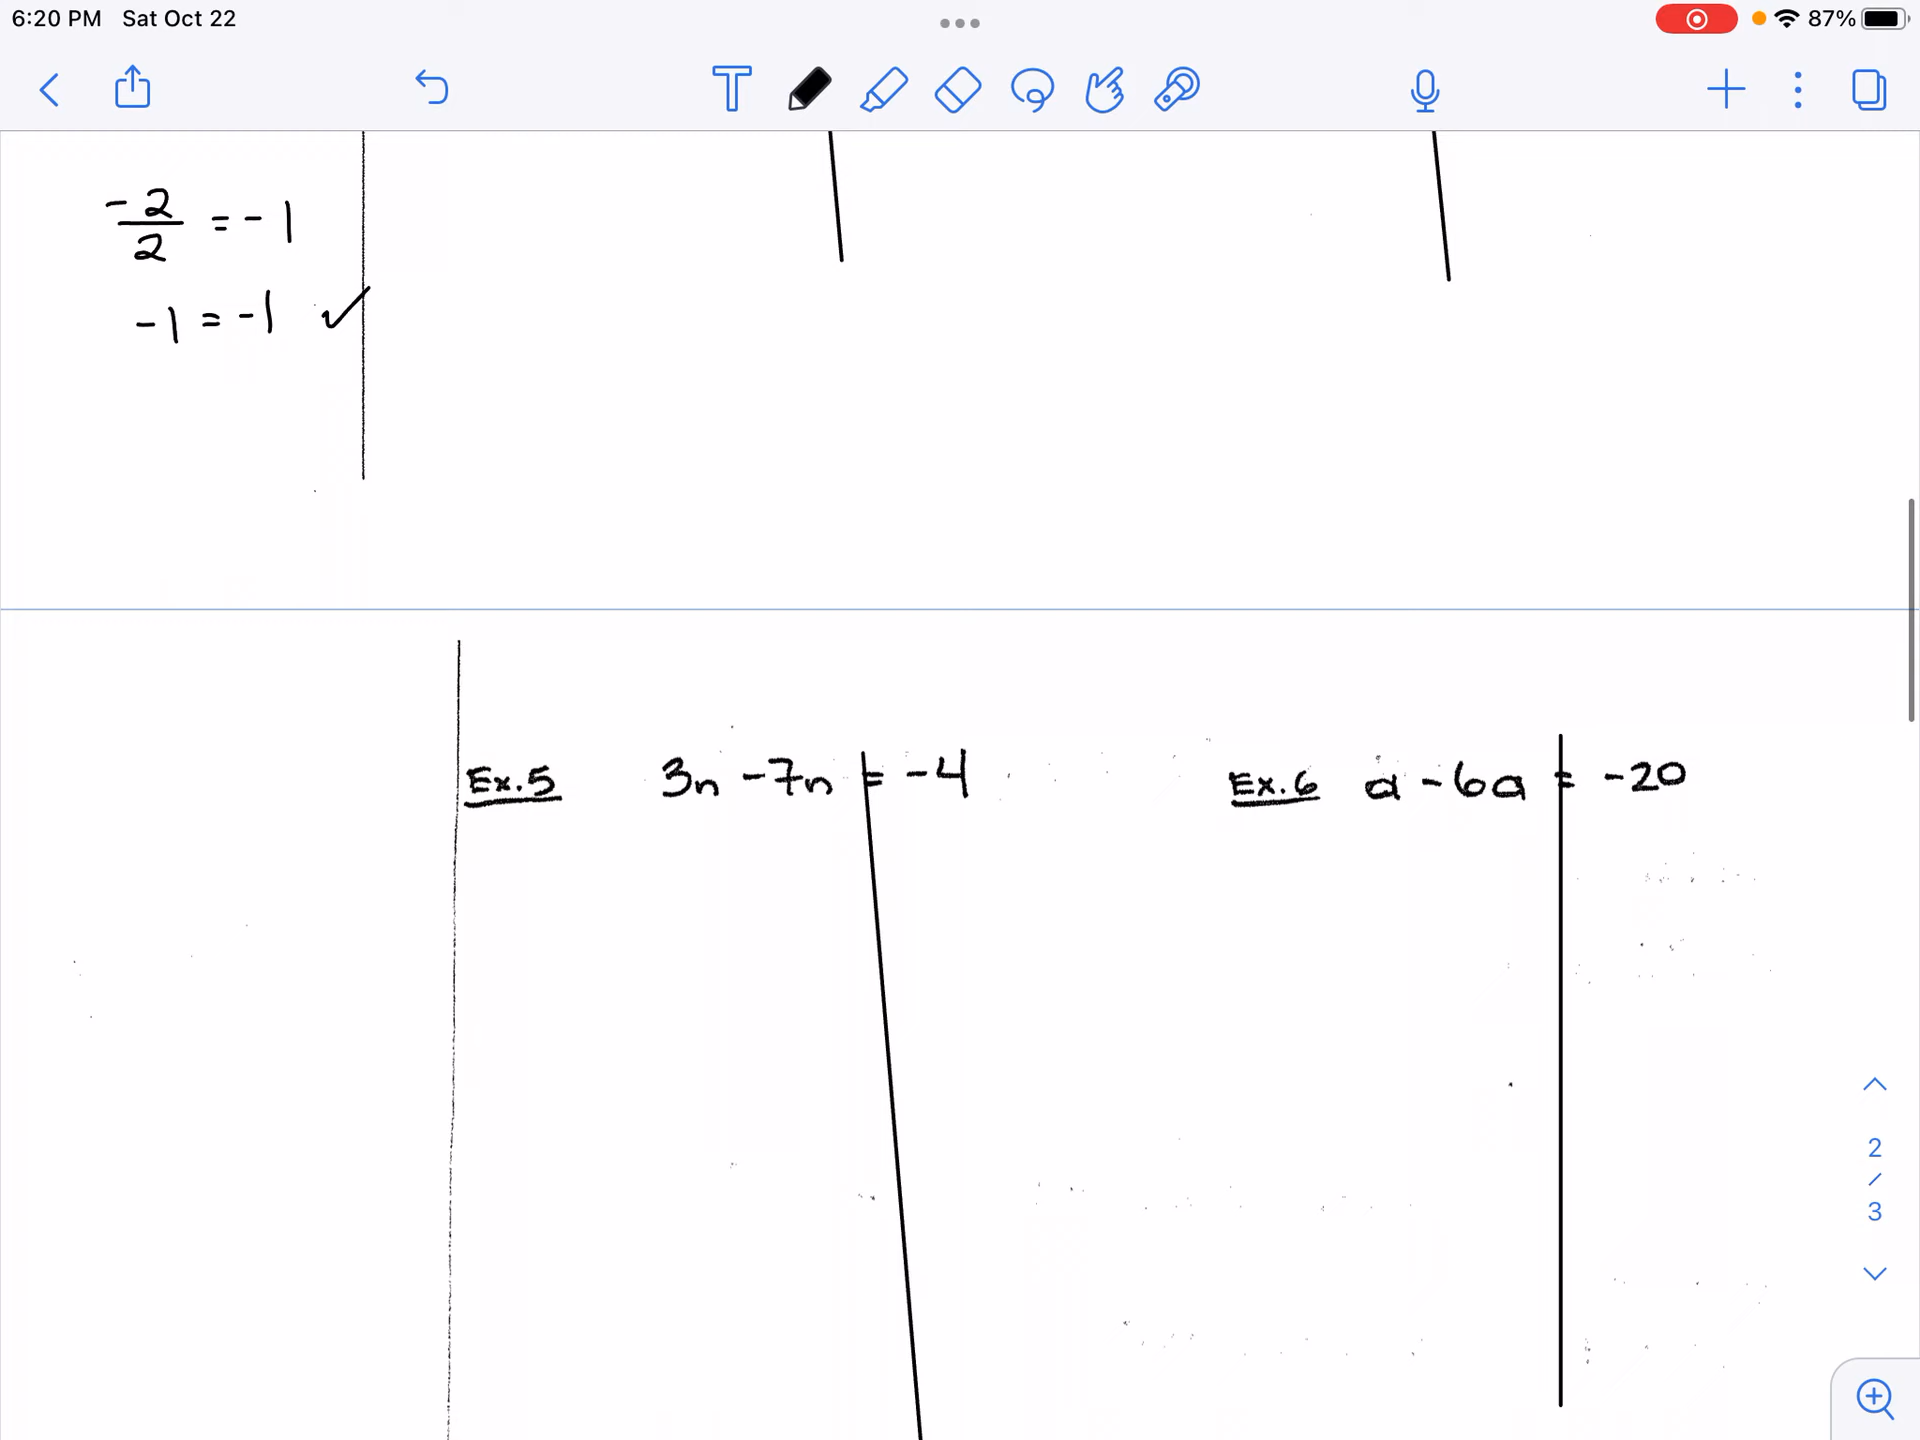 6:20 PM Sat Oct 22
87%
-2/2 = -1
-1 = -1 ✓
Ex.5 3n - 7n = -4
Ex.6 a - 6a = -20
2
/
3